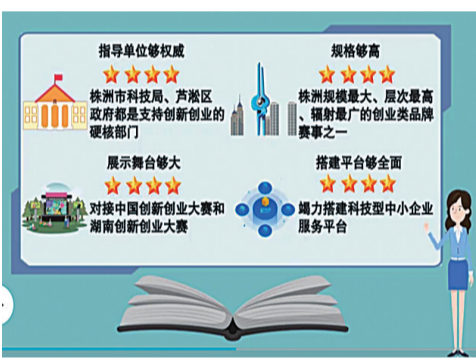 指导单位够权威
株洲市科技局、芦淞区
政府都是支持创新创业的
硬核部门
规格够高
株洲规模最大、层次最高
、辐射最广的创业类品牌
赛事之一
展示舞台够大
对接中国创新创业大赛和
湖南创新创业大赛
搭建平台够全面
竭力搭建科技型中小企业
服务平台